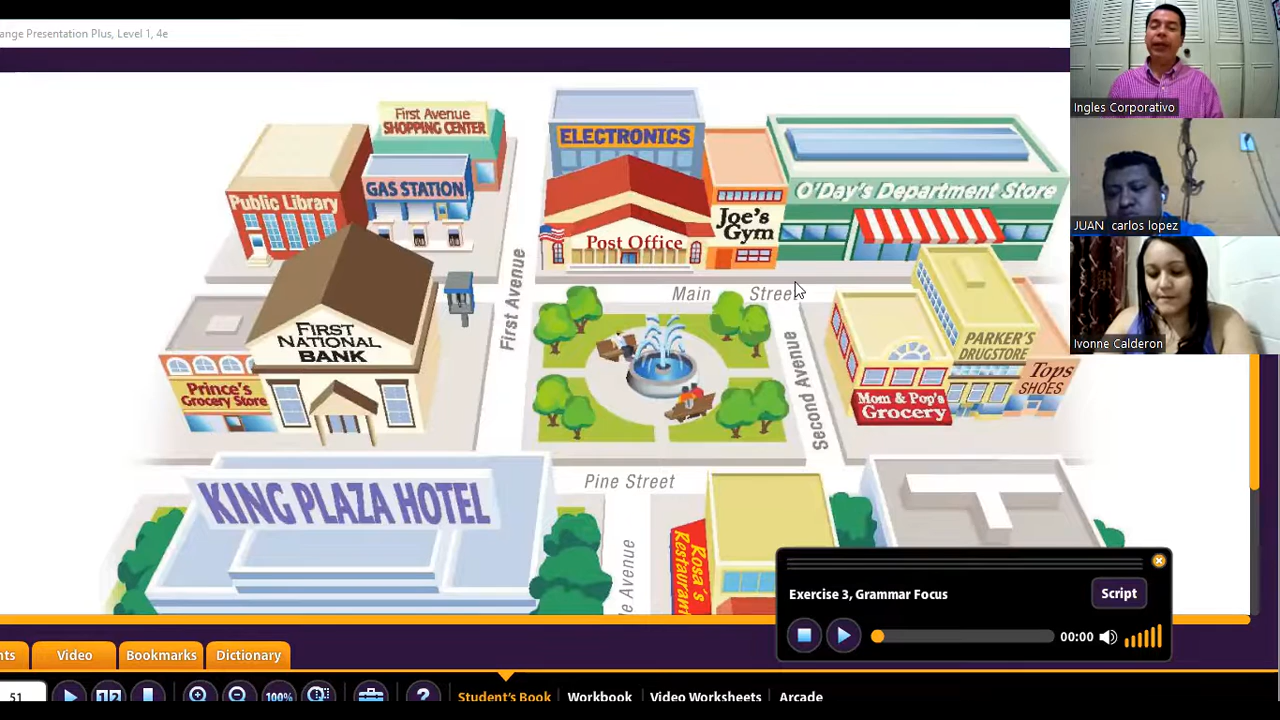 ange Presentation Plus, Level 1, 4e
Ingles Corporativo
JUAN carlos lopez
Ivonne Calderon
First Avenue
SHOPPING CENTER
ELECTRONICS
Public Library
GAS STATION
O'Day's Department Store
Joe's
Gym
Post Office
First Avenue
Main Street
FIRST
NATIONAL
BANK
Second Avenue
PARKER'S
DRUGSTORE
Tops
SHOES
Prince's
Grocery Store
Mom & Pop's
Grocery
KING PLAZA HOTEL
Pine Street
Rosa's
Restaurant
e Avenue
Exercise 3, Grammar Focus
Script
00:00
nts
Video
Bookmarks
Dictionary
51
12
100%
?
Student's Book
Workbook
Video Worksheets
Arcade